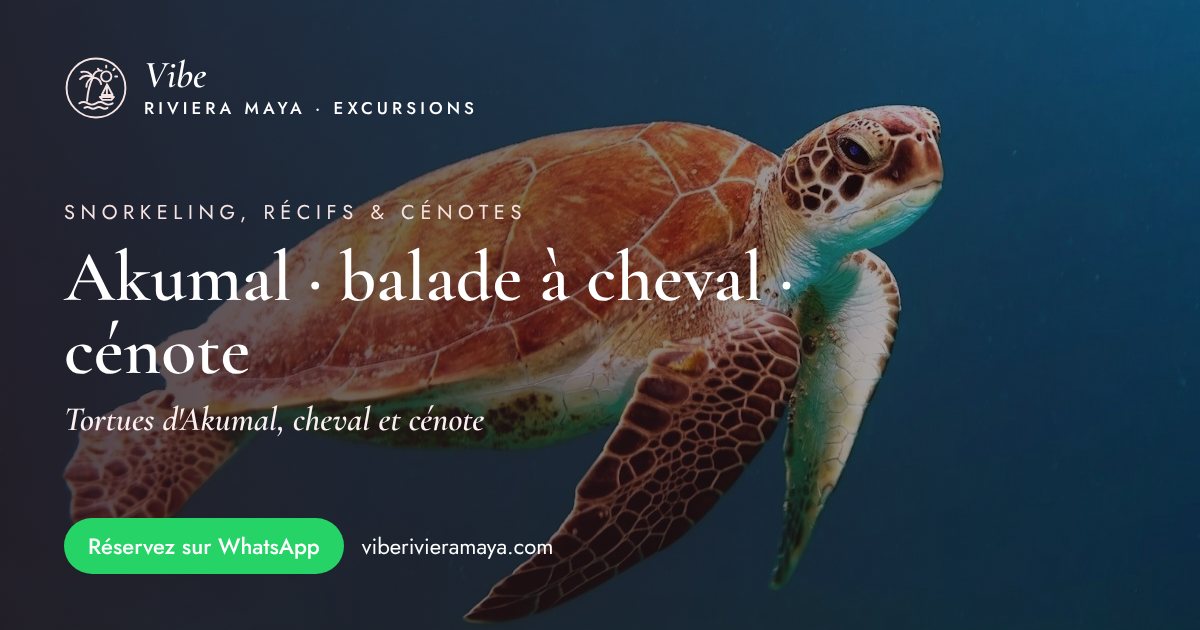 Vibe
RIVIERA MAYA · EXCURSIONS
SNORKELING, RÉCIFS & CÉNOTES
Akumal · balade à cheval ·
cénote
Tortues d'Akumal, cheval et cénote
Réservez sur WhatsApp
viberivieramaya.com